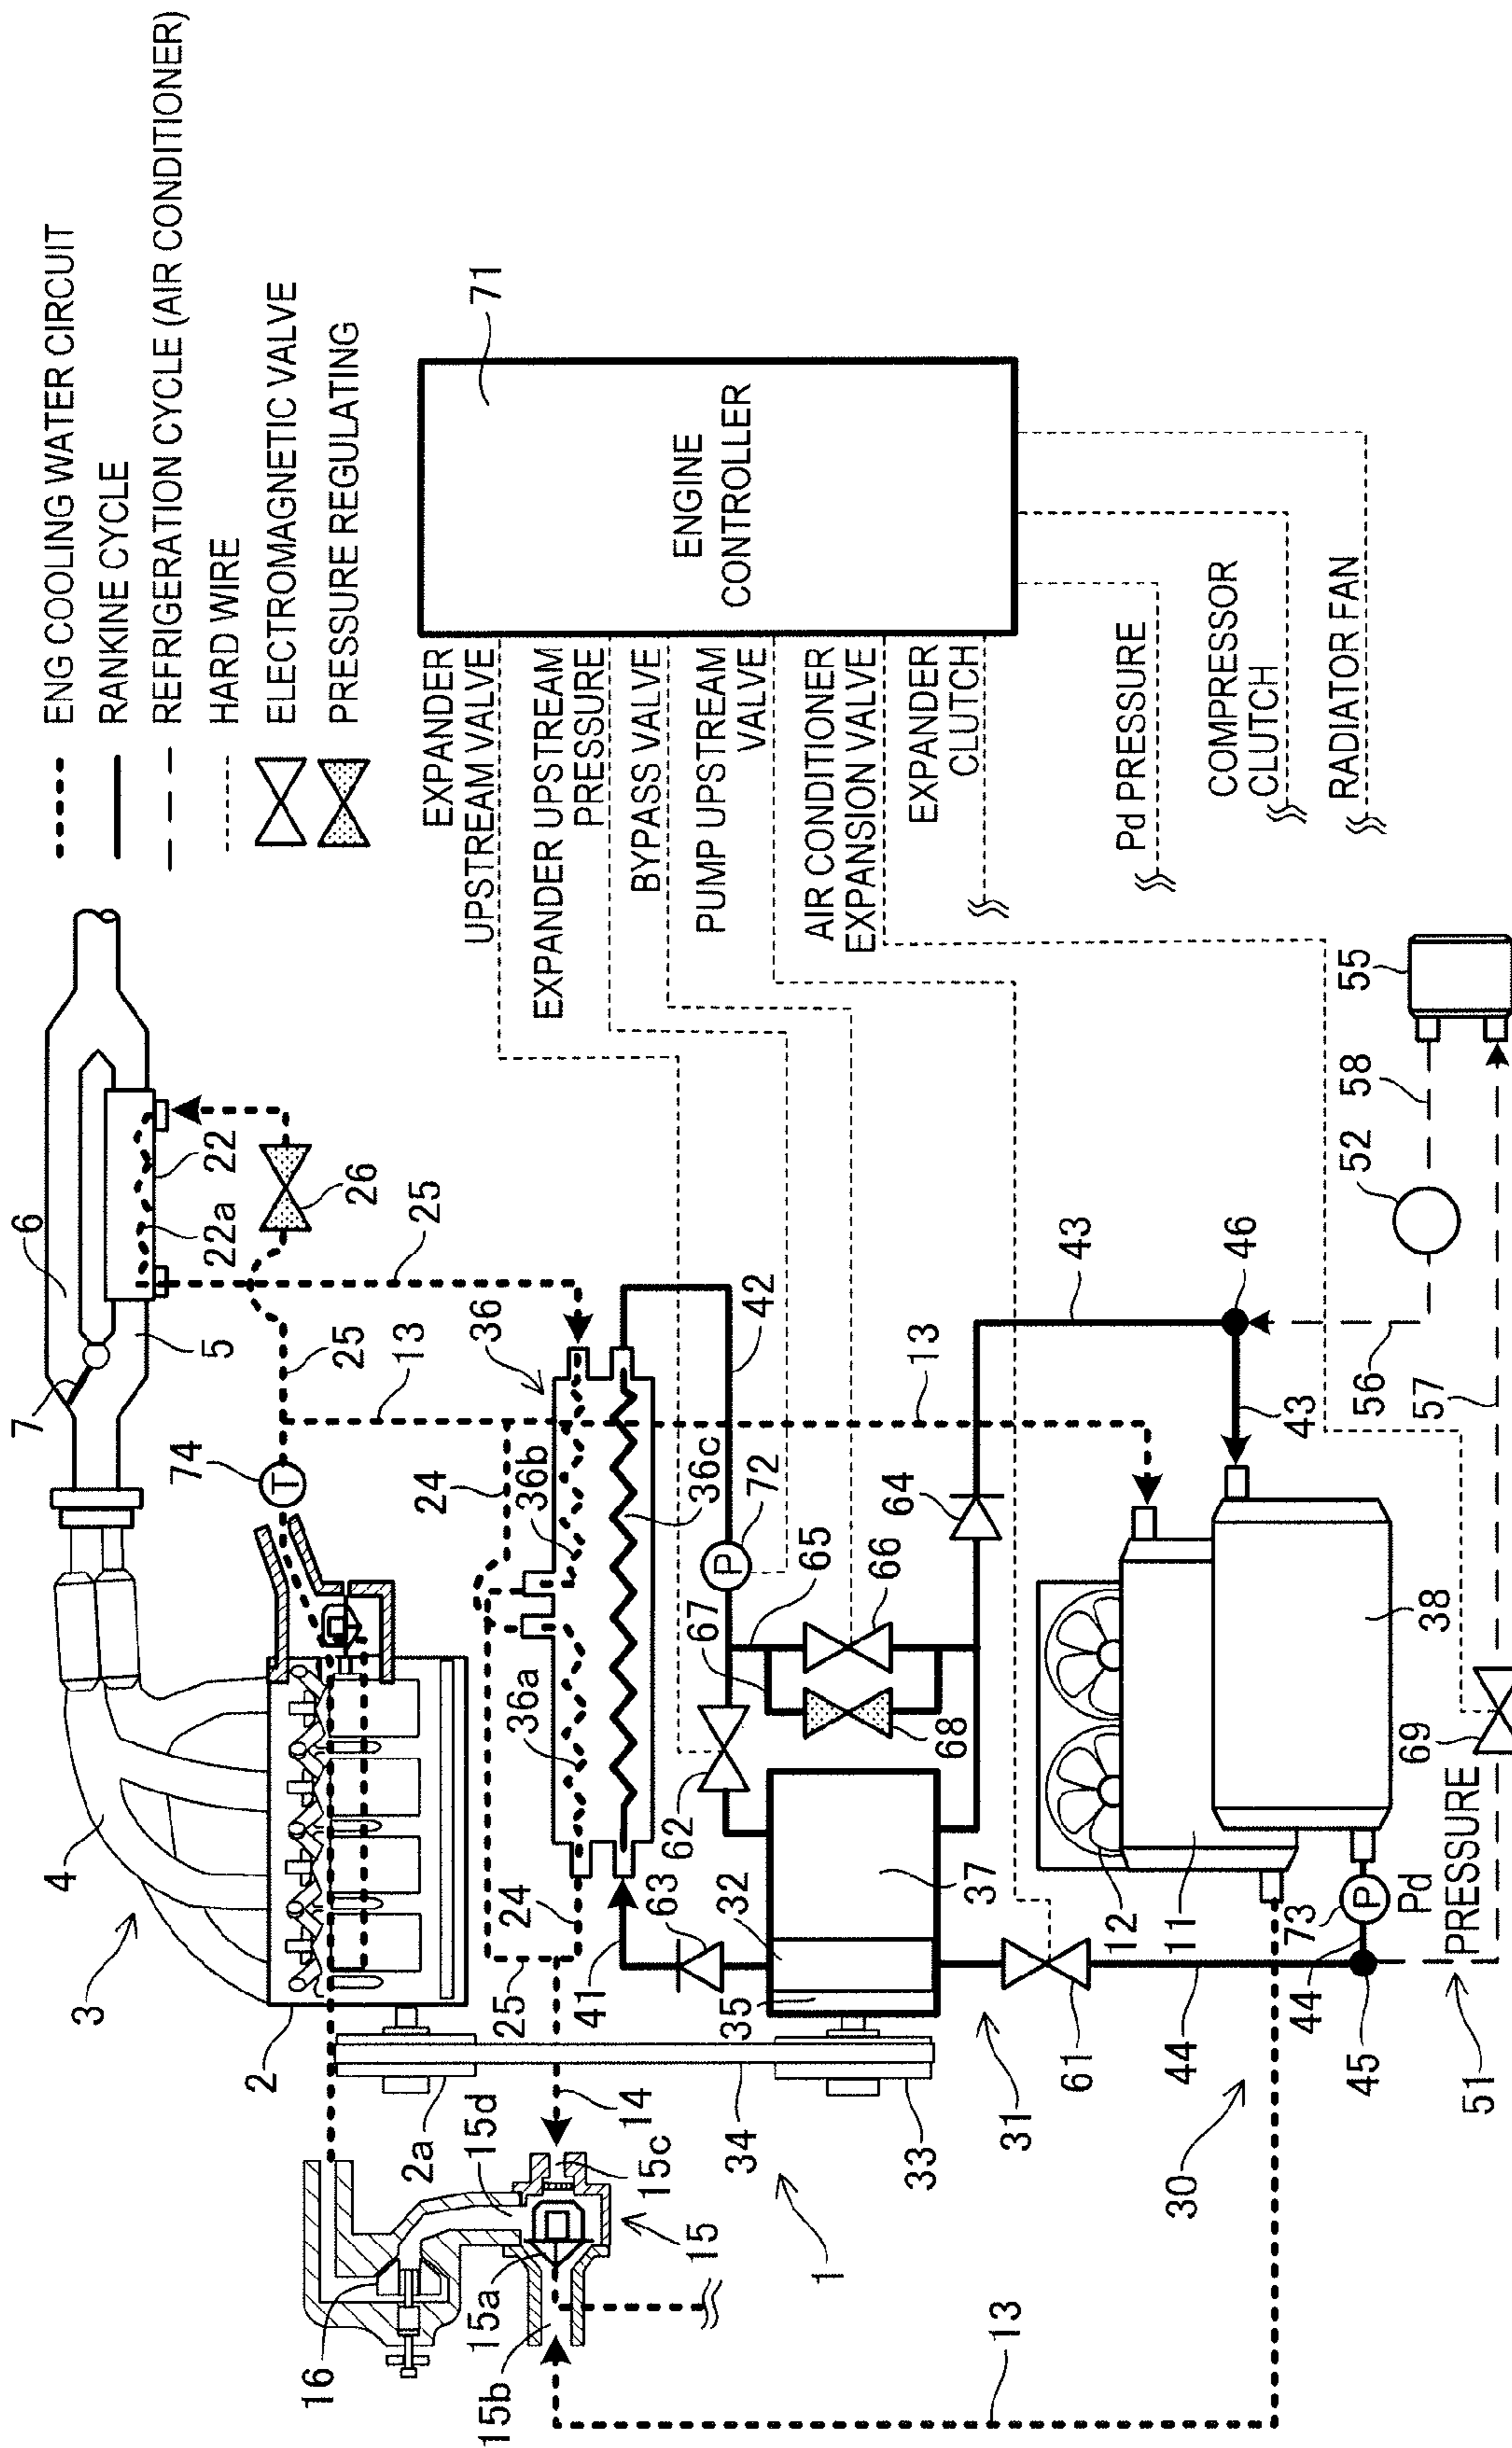 ENG COOLING WATER CIRCUIT
RANKINE CYCLE
REFRIGERATION CYCLE (AIR CONDITIONER)
HARD WIRE
ELECTROMAGNETIC VALVE
PRESSURE REGULATING
3
4
7
5
6
22a
22
26
25
25
74
T
13
2
2a
16
15d
15a
15b
15c
15
14
25
24
24
36
36a
36b
36c
41
63
42
72
P
62
67
65
66
68
64
43
13
34
33
35
32
37
31
1
61
30
44
44
45
12
11
38
73
P
Pd
PRESSURE
46
43
56
52
58
55
57
69
51
13
71
ENGINE
CONTROLLER
EXPANDER
UPSTREAM VALVE
EXPANDER UPSTREAM
PRESSURE
BYPASS VALVE
PUMP UPSTREAM
VALVE
AIR CONDITIONER
EXPANSION VALVE
EXPANDER
CLUTCH
Pd PRESSURE
COMPRESSOR
CLUTCH
RADIATOR FAN